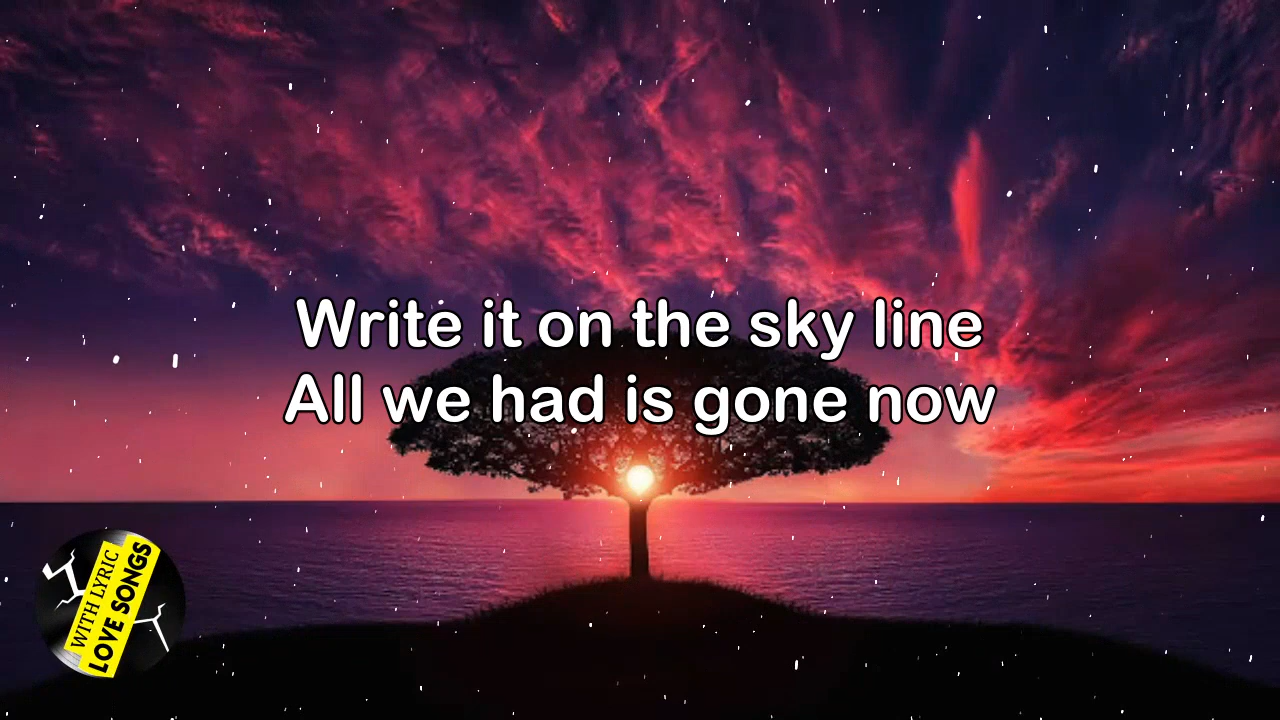 Write it on the sky line
All we had is gone now
WITH LYRIC
LOVE SONGS